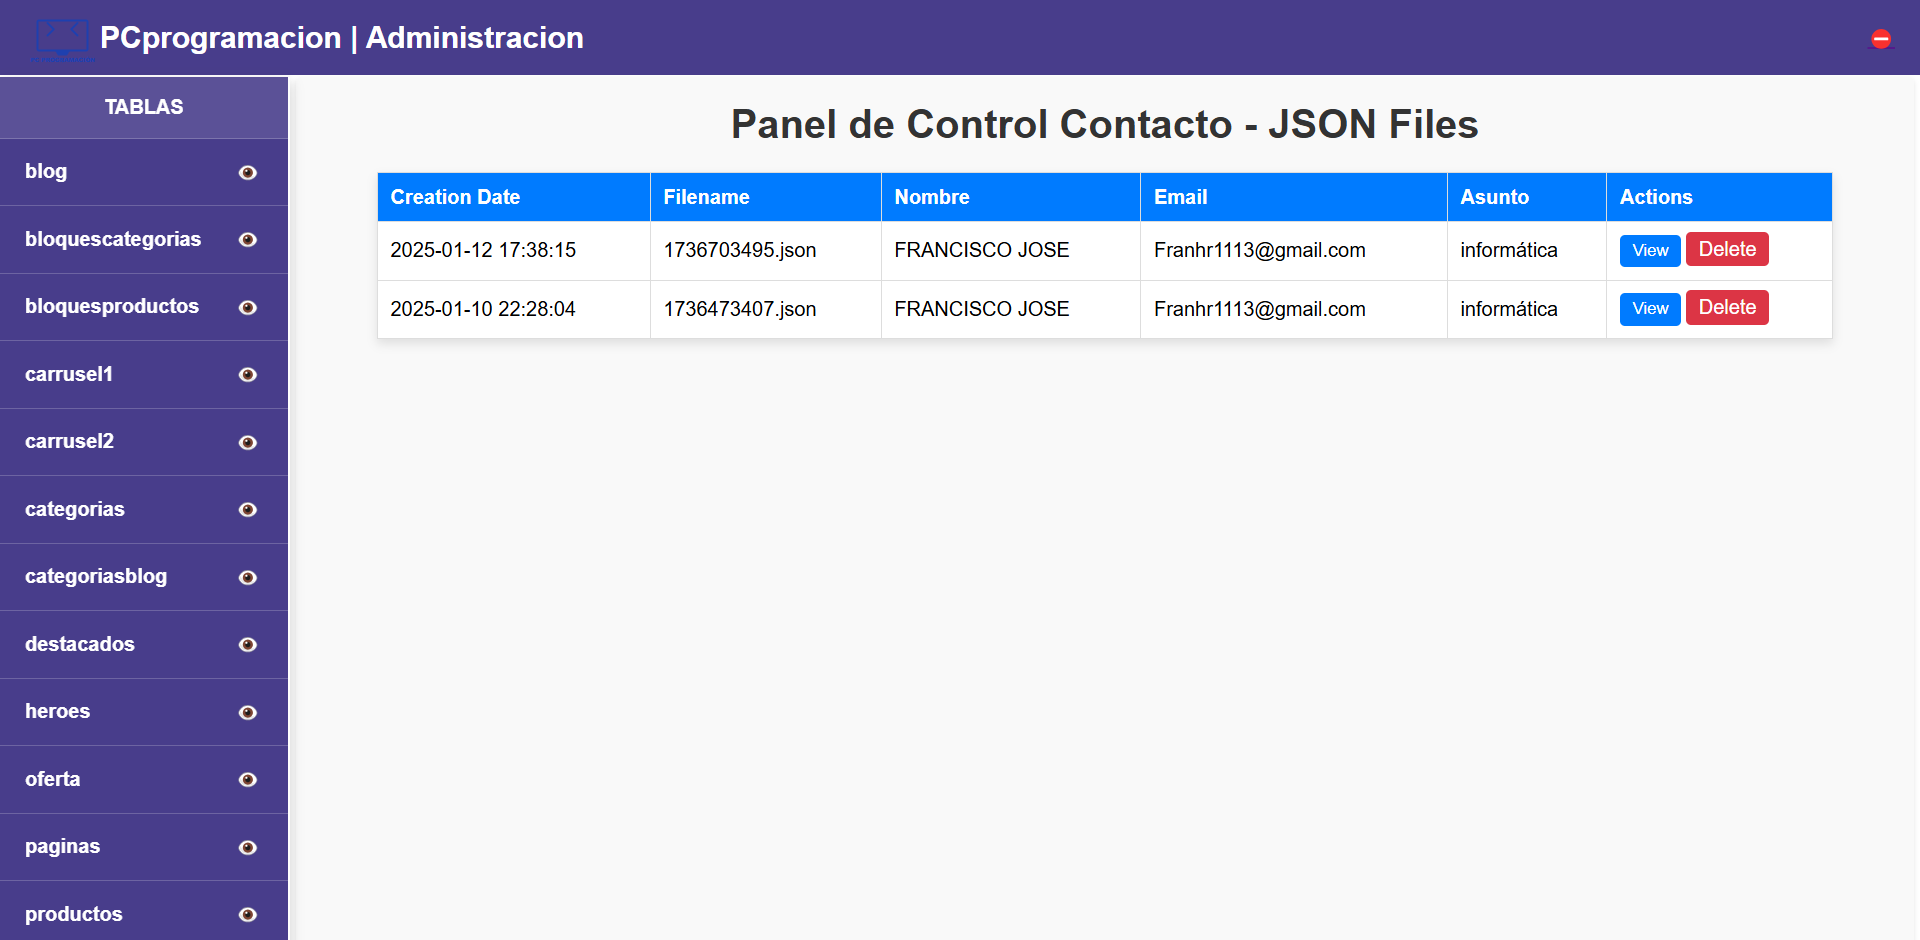 PCprogramacion | Administracion
TABLAS
blog
bloquescategorias
bloquesproductos
carrusel1
carrusel2
categorias
categoriasblog
destacados
heroes
oferta
paginas
productos
Panel de Control Contacto - JSON Files
Creation Date Filename Nombre Email Asunto Actions
2025-01-12 17:38:15 1736703495.json FRANCISCO JOSE Franhr1113@gmail.com informática View Delete
2025-01-10 22:28:04 1736473407.json FRANCISCO JOSE Franhr1113@gmail.com informática View Delete